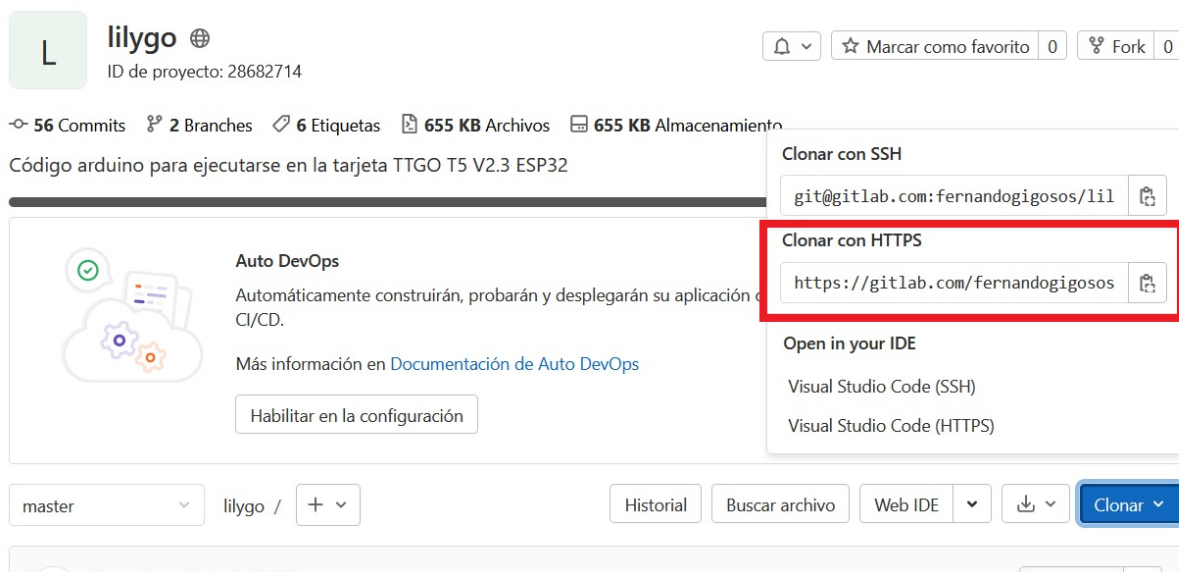 L
lilygo
ID de proyecto: 28682714
Marcar como favorito 0
Fork 0
56 Commits 2 Branches 6 Etiquetas 655 KB Archivos 655 KB Almacenamiento
Código arduino para ejecutarse en la tarjeta TTGO T5 V2.3 ESP32
Clonar con SSH
git@gitlab.com:fernandogigosos/lil
Clonar con HTTPS
https://gitlab.com/fernandogigosos
Open in your IDE
Visual Studio Code (SSH)
Visual Studio Code (HTTPS)
Auto DevOps
Automáticamente construirán, probarán y desplegarán su aplicación
CI/CD.
Más información en Documentación de Auto DevOps
Habilitar en la configuración
master
lilygo / +
Historial
Buscar archivo
Web IDE
Clonar